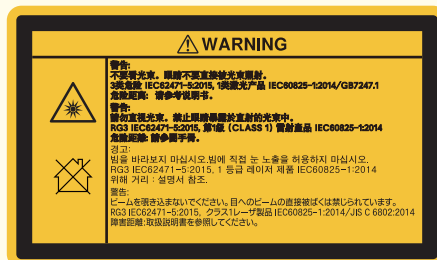 WARNING
警告:
不要看光束。眼睛不要直接被光束照射。
3类危险 IEC62471-5:2015, 1类激光产品 IEC60825-1:2014/GB7247.1
危险距离: 请参考说明书。
警告:
請勿直視光束。禁止眼睛暴露於直射的光束中。
RG3 IEC62471-5:2015, 第1級 (CLASS 1) 雷射產品 IEC60825-1:2014
危險距離: 請參閱手冊。
경고:
빔을 바라보지 마십시오.빔에 직접 눈 노출을 허용하지 마십시오.
RG3 IEC62471-5:2015, 1 등급 레이저 제품 IEC60825-1:2014
위해 거리 : 설명서 참조.
警告:
ビームを覗き込まないでください。目へのビームの直接被ばくは禁じられています。
RG3 IEC62471-5:2015, クラス1レーザ製品 IEC60825-1:2014/JIS C 6802:2014
障害距離:取扱説明書を参照してください。